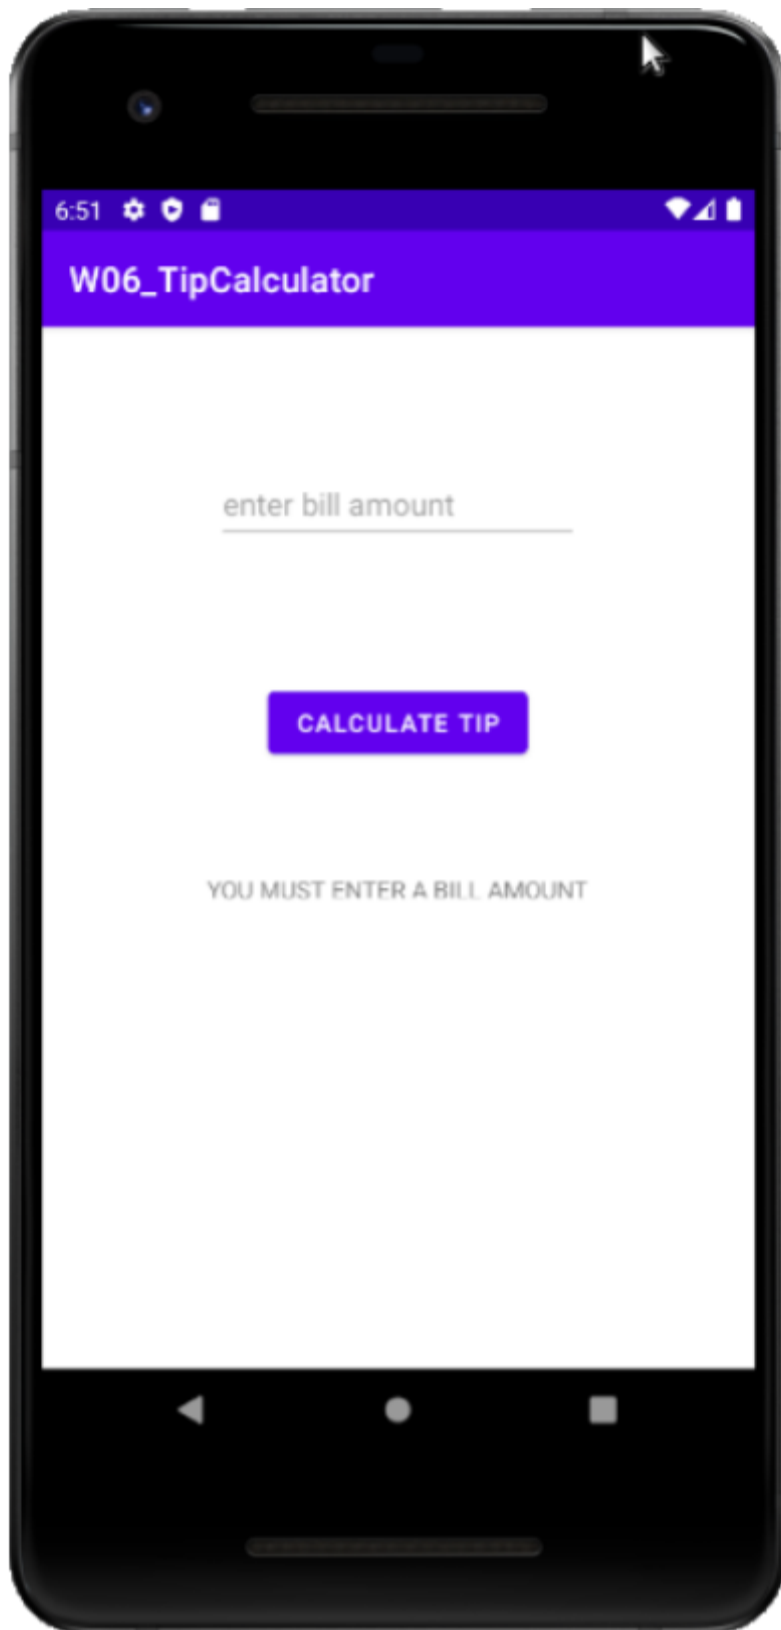 6:51
W06_TipCalculator
enter bill amount
CALCULATE TIP
YOU MUST ENTER A BILL AMOUNT